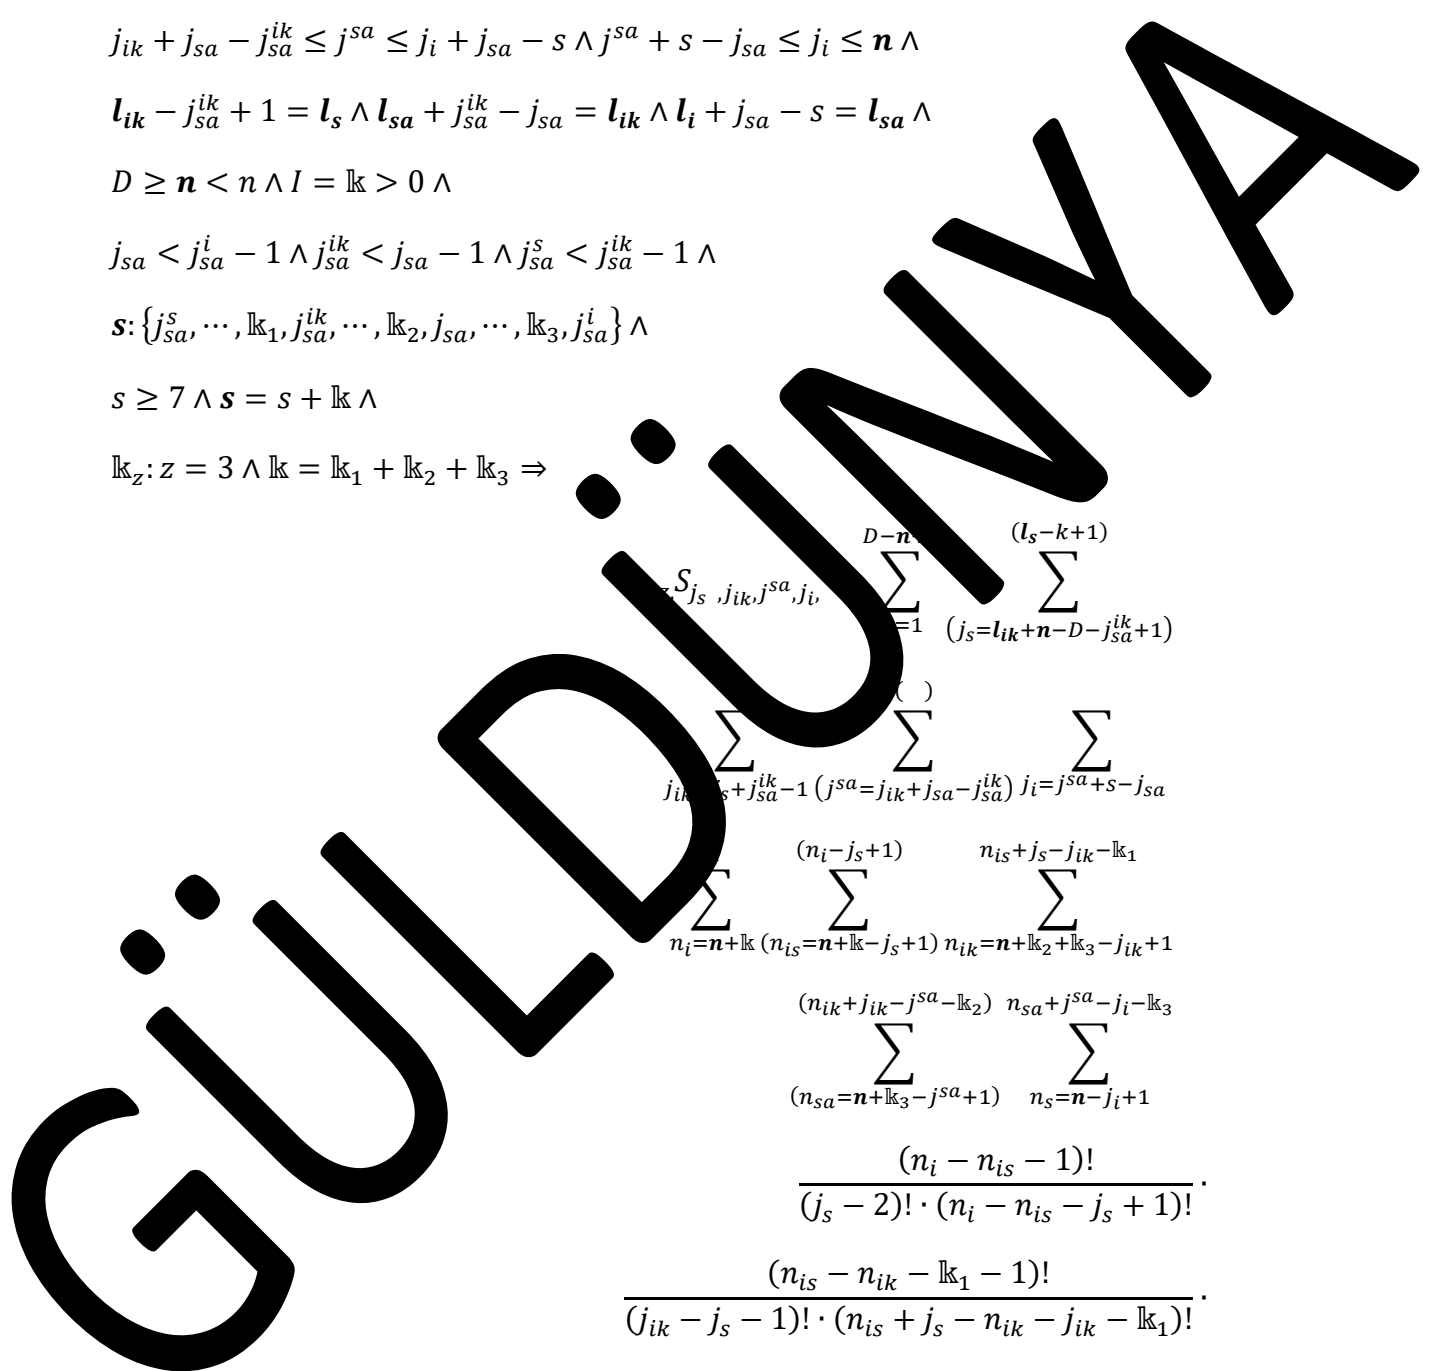 j_{ik} + j_{sa} − j_{sa}^{ik} ≤ j^{sa} ≤ j_i + j_{sa} − s ∧ j^{sa} + s − j_{sa} ≤ j_i ≤ n ∧
l_{ik} − j_{sa}^{ik} + 1 = l_s ∧ l_{sa} + j_{sa}^{ik} − j_{sa} = l_{ik} ∧ l_i + j_{sa} − s = l_{sa} ∧
D ≥ n < n ∧ I = 𝕜 > 0 ∧
j_{sa} < j_{sa}^i − 1 ∧ j_{sa}^{ik} < j_{sa} − 1 ∧ j_{sa}^s < j_{sa}^{ik} − 1 ∧
s: {j_{sa}^s, ⋯, 𝕜_1, j_{sa}^{ik}, ⋯, 𝕜_2, j_{sa}, ⋯, 𝕜_3, j_{sa}^i} ∧
s ≥ 7 ∧ s = s + 𝕜 ∧
𝕜_z: z = 3 ∧ 𝕜 = 𝕜_1 + 𝕜_2 + 𝕜_3 ⇒
D−n (l_s−k+1)
S_{j_s ,j_{ik},j^{sa},j_i,} ∑ ∑
=1 (j_s=l_{ik}+n−D−j_{sa}^{ik}+1)
( )
∑ ∑ ∑
j_{ik} s+j_{sa}^{ik}−1 (j^{sa}=j_{ik}+j_{sa}−j_{sa}^{ik}) j_i=j^{sa}+s−j_{sa}
(n_i−j_s+1) n_{is}+j_s−j_{ik}−𝕜_1
∑ ∑ ∑
n_i=n+𝕜 (n_{is}=n+𝕜−j_s+1) n_{ik}=n+𝕜_2+𝕜_3−j_{ik}+1
(n_{ik}+j_{ik}−j^{sa}−𝕜_2) n_{sa}+j^{sa}−j_i−𝕜_3
∑ ∑
(n_{sa}=n+𝕜_3−j^{sa}+1) n_s=n−j_i+1
(n_i − n_{is} − 1)!
(j_s − 2)! · (n_i − n_{is} − j_s + 1)! ·
(n_{is} − n_{ik} − 𝕜_1 − 1)!
(j_{ik} − j_s − 1)! · (n_{is} + j_s − n_{ik} − j_{ik} − 𝕜_1)! ·
GÜLDÜNYA